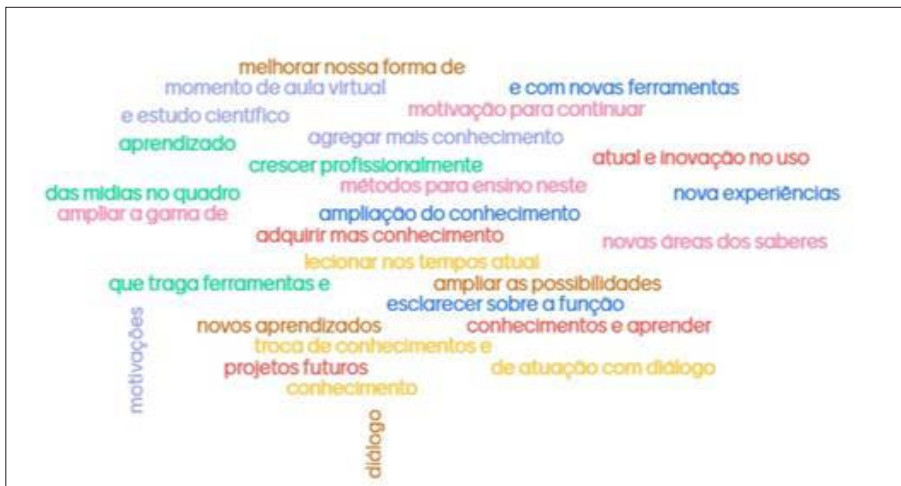 melhorar nossa forma de
momento de aula virtual
e com novas ferramentas
e estudo científico
motivação para continuar
aprendizado
agregar mais conhecimento
crescer profissionalmente
atual e inovação no uso
das midias no quadro
métodos para ensino neste
nova experiências
ampliar a gama de
ampliação do conhecimento
adquirir mas conhecimento
novas áreas dos saberes
lecionar nos tempos atual
que traga ferramentas e
ampliar as possibilidades
esclarecer sobre a função
motivações
novos aprendizados
conhecimentos e aprender
troca de conhecimentos e
projetos futuros
de atuação com diálogo
conhecimento
diálogo